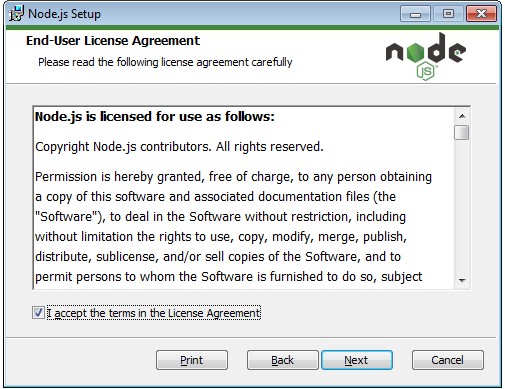 Node.js Setup
End-User License Agreement
Please read the following license agreement carefully
node
JS
Node.js is licensed for use as follows:
Copyright Node.js contributors. All rights reserved.
Permission is hereby granted, free of charge, to any person obtaining
a copy of this software and associated documentation files (the
"Software"), to deal in the Software without restriction, including
without limitation the rights to use, copy, modify, merge, publish,
distribute, sublicense, and/or sell copies of the Software, and to
permit persons to whom the Software is furnished to do so, subject
I accept the terms in the License Agreement
Print
Back
Next
Cancel